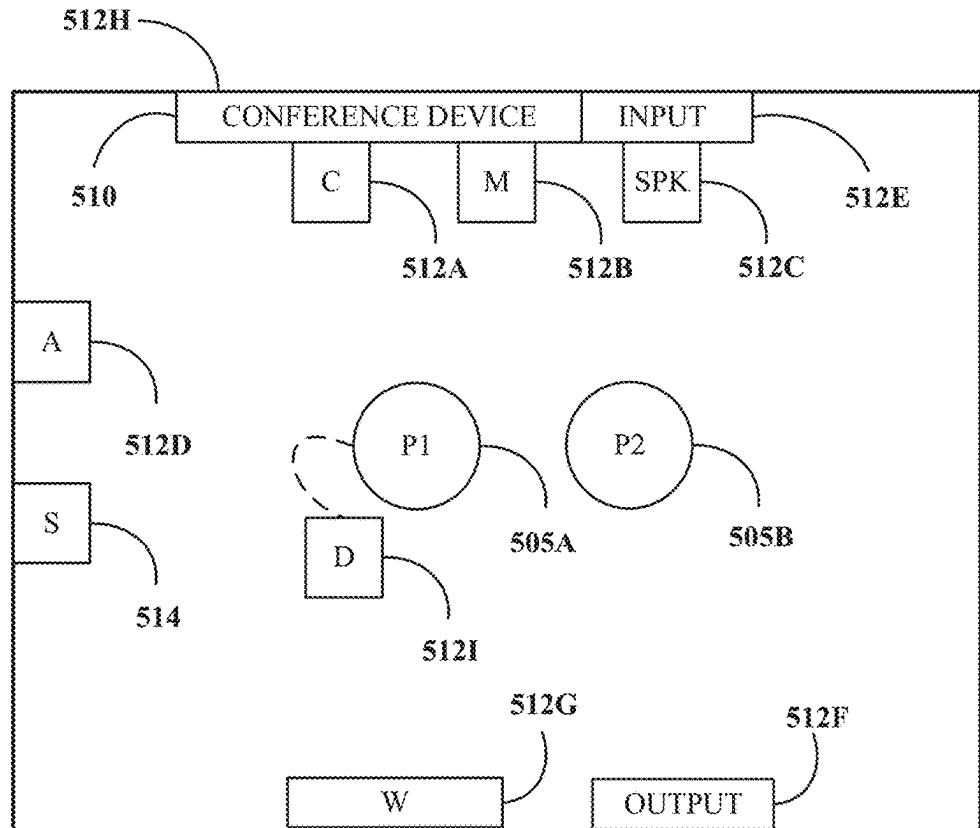 512H
CONFERENCE DEVICE INPUT
510
C M SPK
512E
512A 512B 512C
A
512D
P1 P2
S
D
505A 505B
514
512I
512G
512F
W OUTPUT